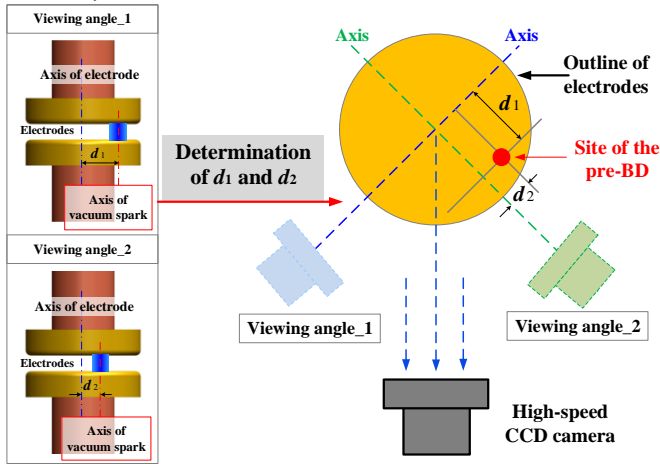 Viewing angle_1
Axis of electrode
Electrodes
d1
Axis of
vacuum spark
Viewing angle_2
Axis of electrode
Electrodes
d2
Axis of
vacuum spark
Determination
of d1 and d2
Axis
Axis
Outline of
electrodes
d1
Site of the
pre-BD
d2
Viewing angle_1
Viewing angle_2
High-speed
CCD camera